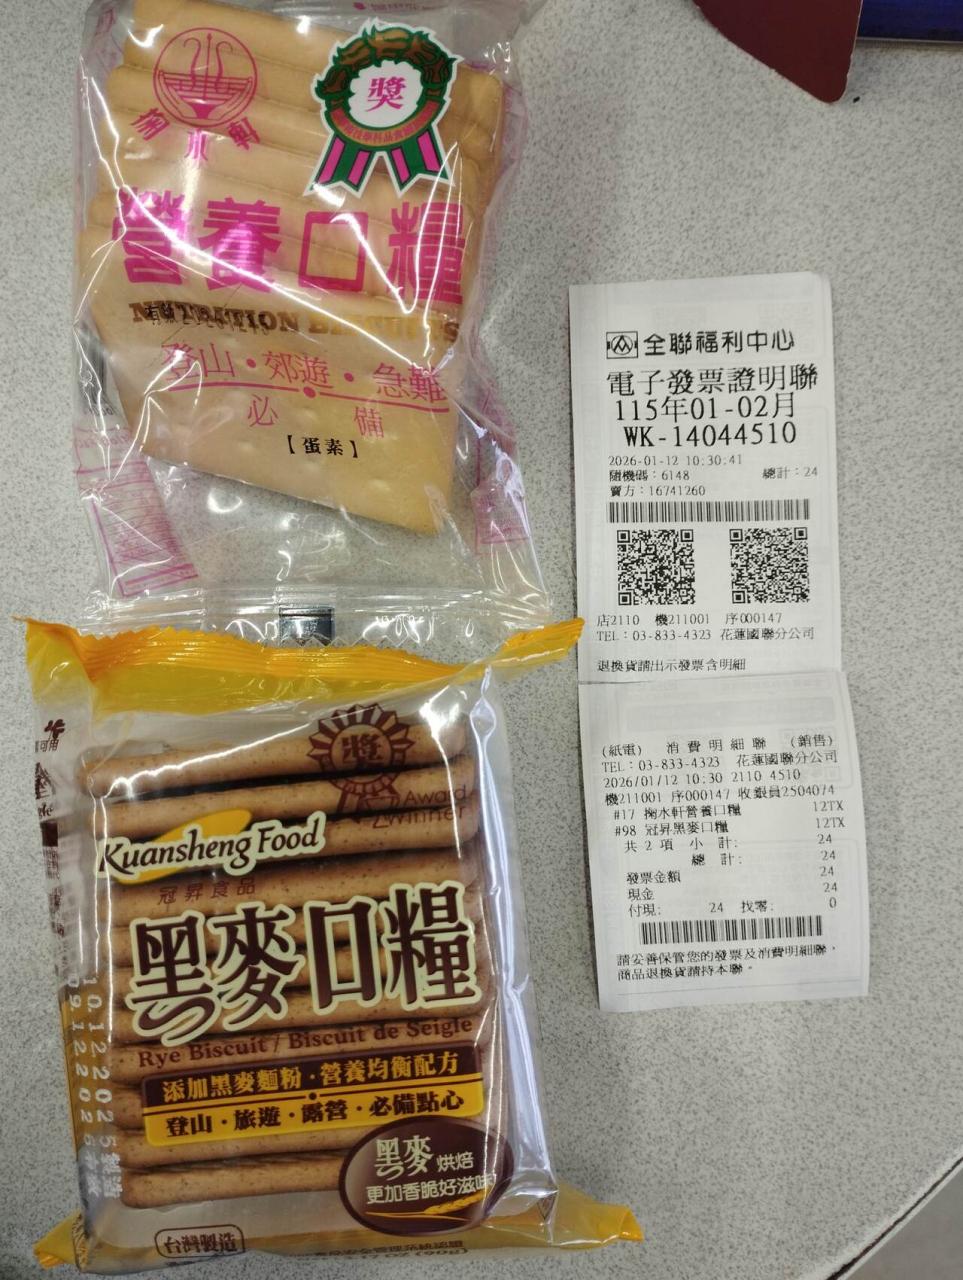 掬水軒
獎
營養口糧
NUTRITION BISCUITS
登山・郊遊・急難
必備
【蛋素】
獎
Award
Winner
Kuansheng Food
冠昇食品
黑麥口糧
Rye Biscuit / Biscuit de Seigle
添加黑麥麵粉・營養均衡配方
登山・旅遊・露營・必備點心
黑麥烘焙
更加香脆好滋味
台灣製造
全聯福利中心
電子發票證明聯
115年01-02月
WK-14044510
2026-01-12 10:30:41
隨機碼:6148 總計:24
賣方:16741260
店2110 機211001 序000147
TEL:03-833-4323 花蓮國聯分公司
退換貨請出示發票含明細
(紙電) 消費明細聯 (銷售)
TEL:03-833-4323 花蓮國聯分公司
2026/01/12 10:30 2110 4510
機211001 序000147 收銀員2504074
#17 掬水軒營養口糧 12TX
#98 冠昇黑麥口糧 12TX
共 2 項 小 計: 24
總 計: 24
發票金額 24
現金 24
付現: 24 找零: 0
請妥善保管您的發票及消費明細聯,
商品退換貨請持本聯。